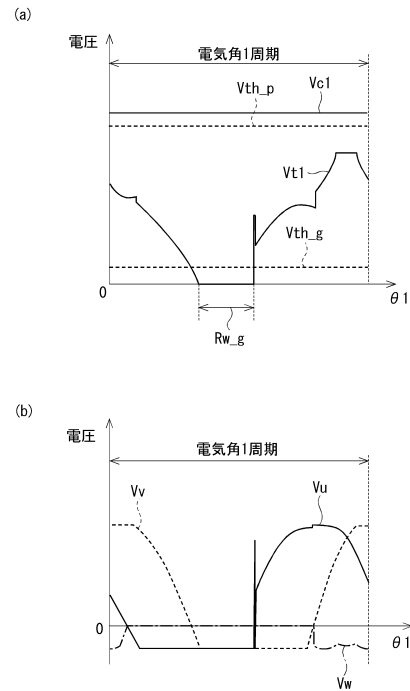 (a)
電圧
電気角1周期
Vth_p
Vc1
Vt1
Vth_g
0
θ1
Rw_g
(b)
電圧
電気角1周期
Vv
Vu
0
θ1
Vw